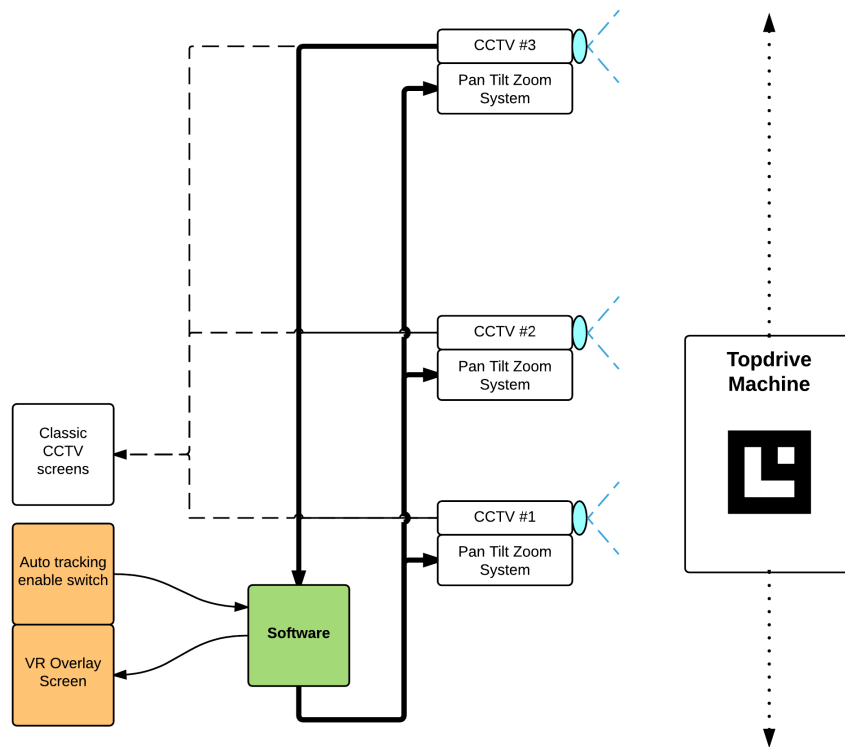 CCTV #3
Pan Tilt Zoom
System
CCTV #2
Pan Tilt Zoom
System
Topdrive
Machine
Classic
CCTV
screens
CCTV #1
Pan Tilt Zoom
System
Auto tracking
enable switch
Software
VR Overlay
Screen